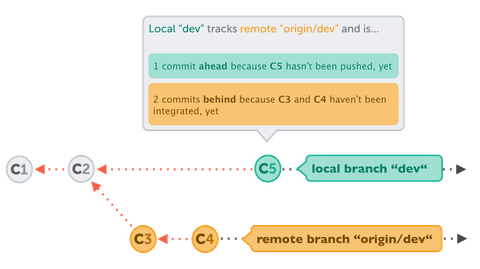 Local "dev" tracks remote "origin/dev" and is...
1 commit ahead because C5 hasn't been pushed, yet
2 commits behind because C3 and C4 haven't been
integrated, yet
C1 C2 C5 local branch "dev"
C3 C4 remote branch "origin/dev"